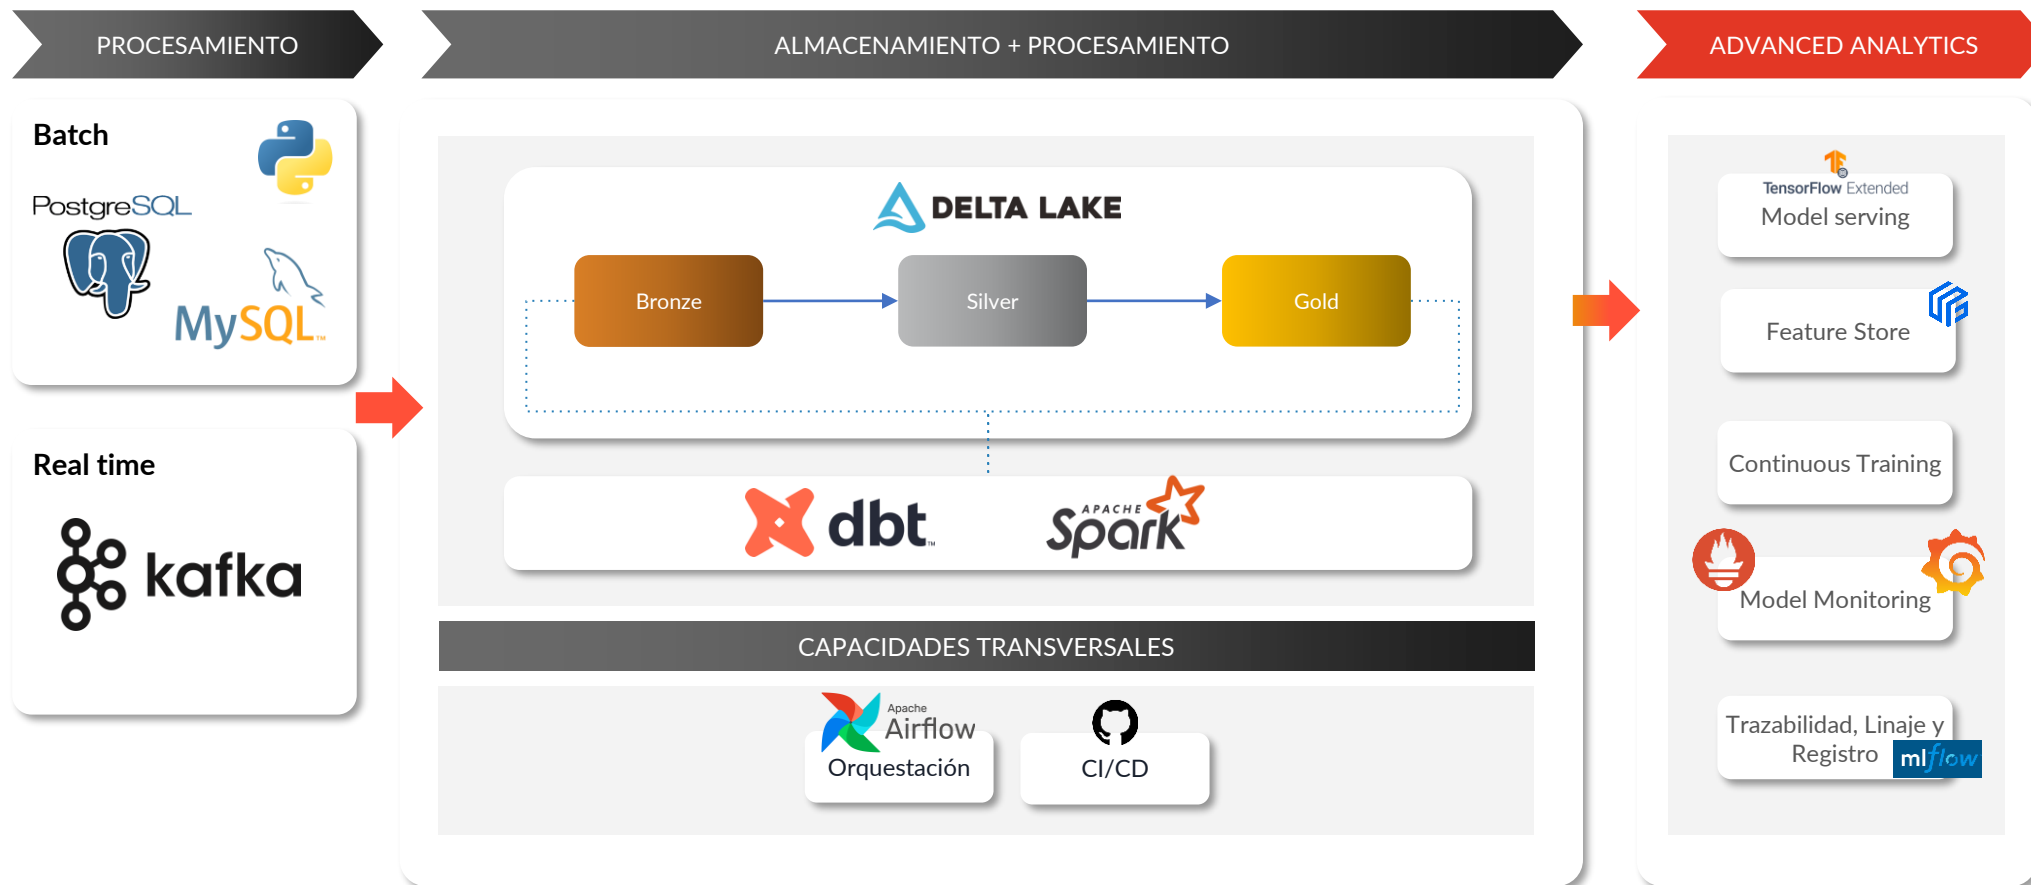 PROCESAMIENTO
ALMACENAMIENTO + PROCESAMIENTO
ADVANCED ANALYTICS
Batch
PostgreSQL
MySQL™
Real time
kafka
DELTA LAKE
Bronze
Silver
Gold
dbt™
APACHE
Spark
CAPACIDADES TRANSVERSALES
Apache
Airflow
Orquestación
CI/CD
TensorFlow Extended
Model serving
Feature Store
Continuous Training
Model Monitoring
Trazabilidad, Linaje y
Registro
mlflow